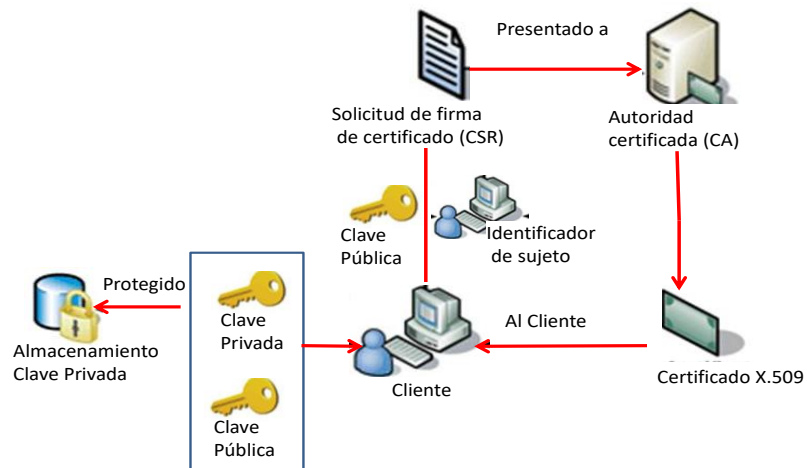 Presentado a
Solicitud de firma
de certificado (CSR)
Autoridad
certificada (CA)
Clave
Pública
Identificador
de sujeto
Protegido
Clave
Privada
Al Cliente
Almacenamiento
Clave Privada
Cliente
Certificado X.509
Clave
Pública